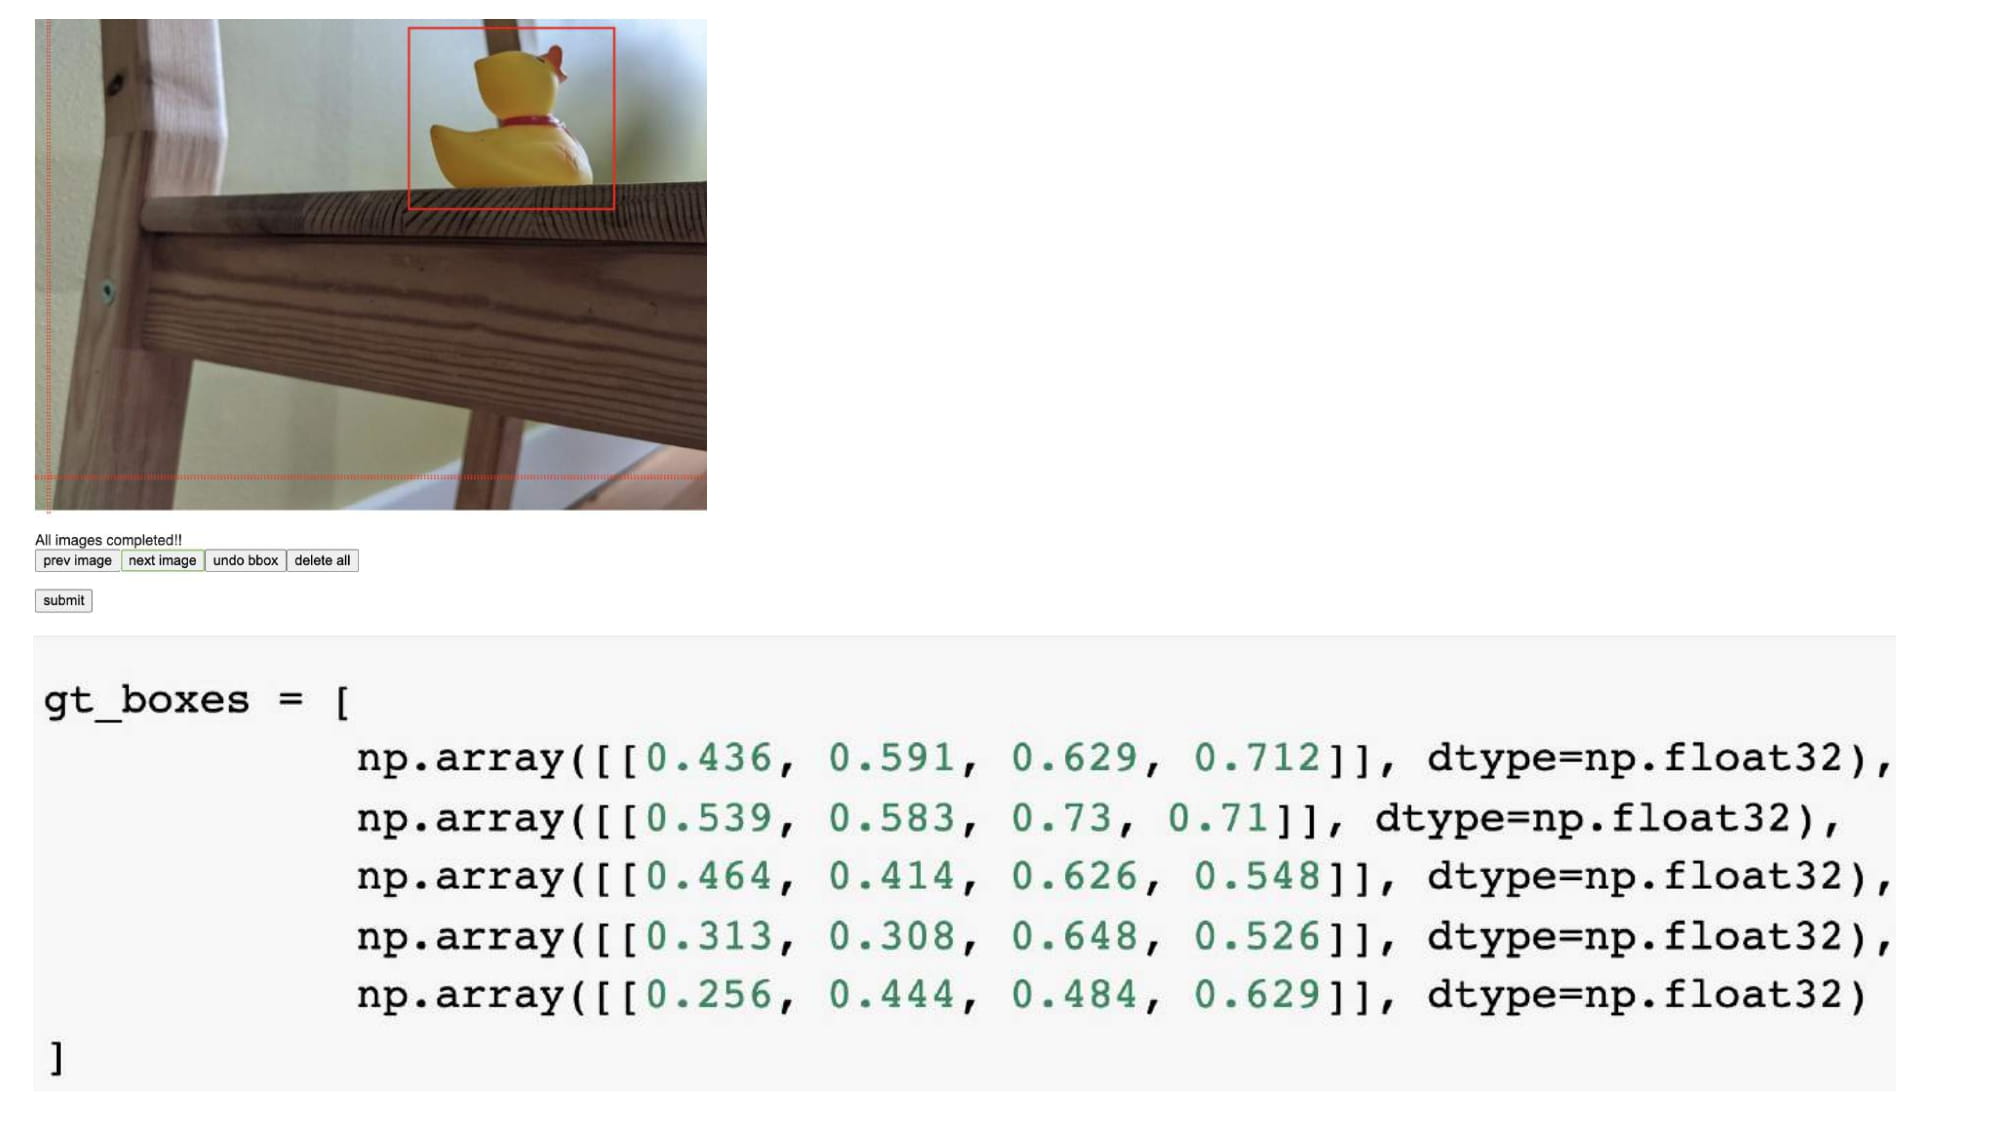 All images completed!!
prev image next image undo bbox delete all
submit
gt_boxes = [
np.array([[0.436, 0.591, 0.629, 0.712]], dtype=np.float32),
np.array([[0.539, 0.583, 0.73, 0.71]], dtype=np.float32),
np.array([[0.464, 0.414, 0.626, 0.548]], dtype=np.float32),
np.array([[0.313, 0.308, 0.648, 0.526]], dtype=np.float32),
np.array([[0.256, 0.444, 0.484, 0.629]], dtype=np.float32)
]